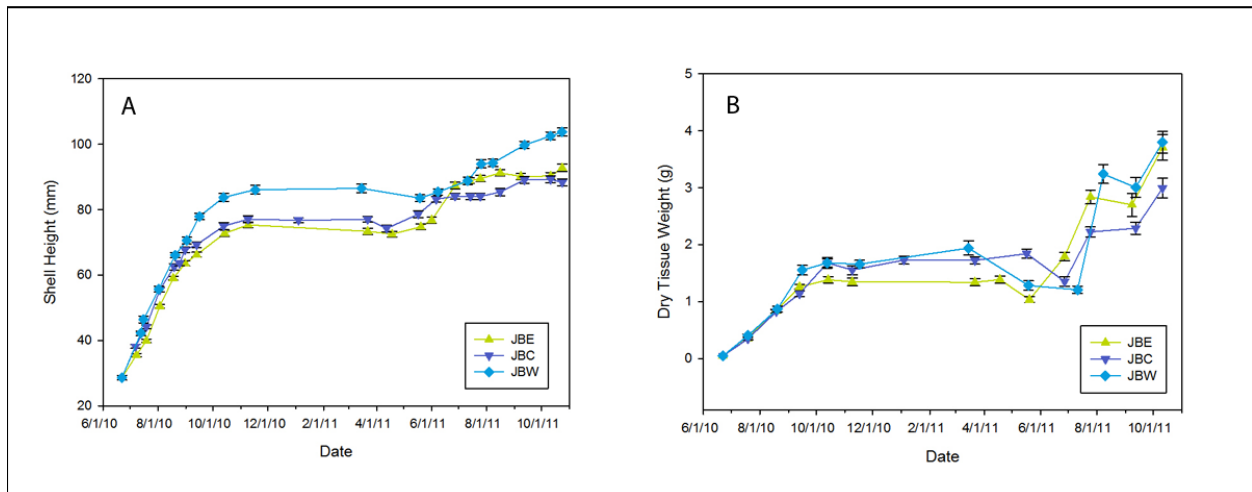 A
120
100
80
60
40
20
Shell Height (mm)
6/1/10 8/1/10 10/1/10 12/1/10 2/1/11 4/1/11 6/1/11 8/1/11 10/1/11
Date
JBE
JBC
JBW
B
5
4
3
2
1
0
Dry Tissue Weight (g)
6/1/10 8/1/10 10/1/10 12/1/10 2/1/11 4/1/11 6/1/11 8/1/11 10/1/11
Date
JBE
JBC
JBW